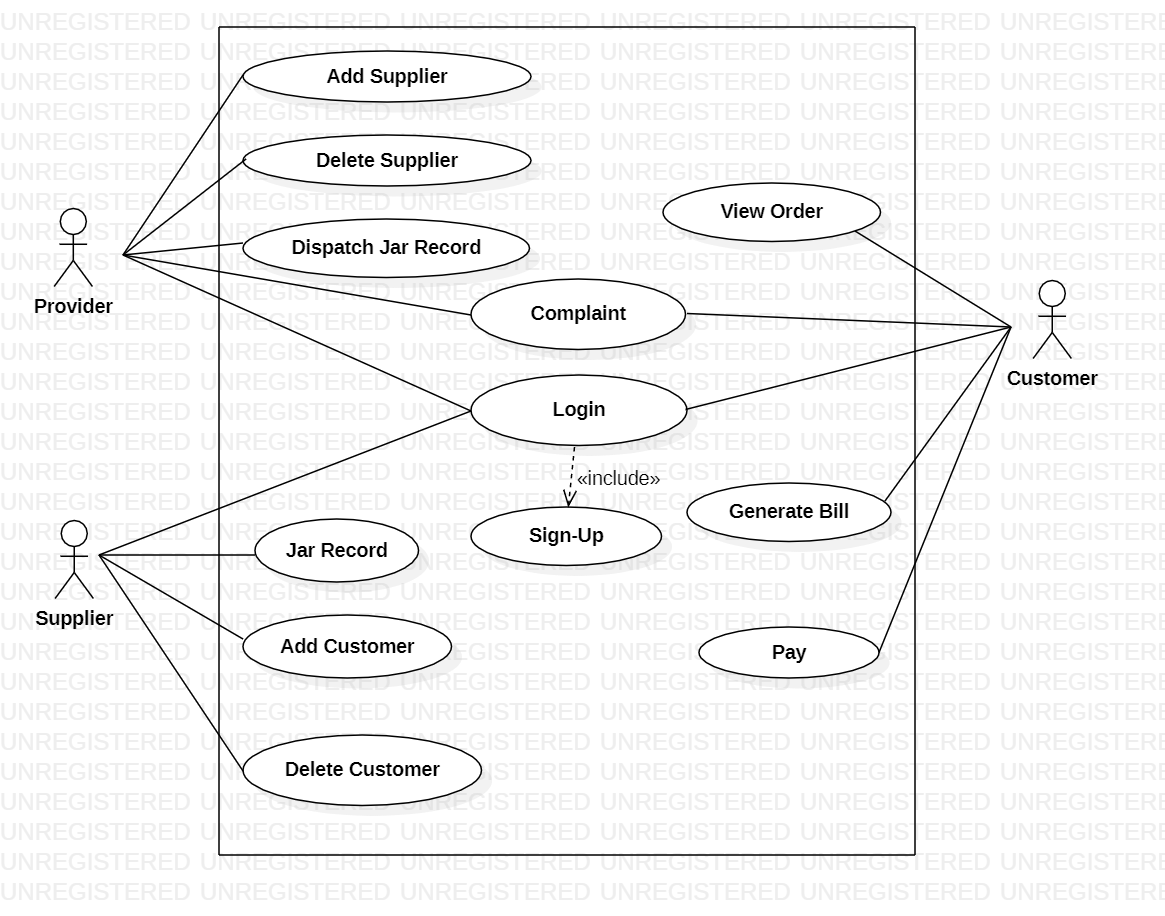 Add Supplier
Delete Supplier
Dispatch Jar Record
View Order
Provider
Complaint
Customer
Login
«include»
Generate Bill
Sign-Up
Jar Record
Supplier
Add Customer
Pay
Delete Customer
UNREGISTERED